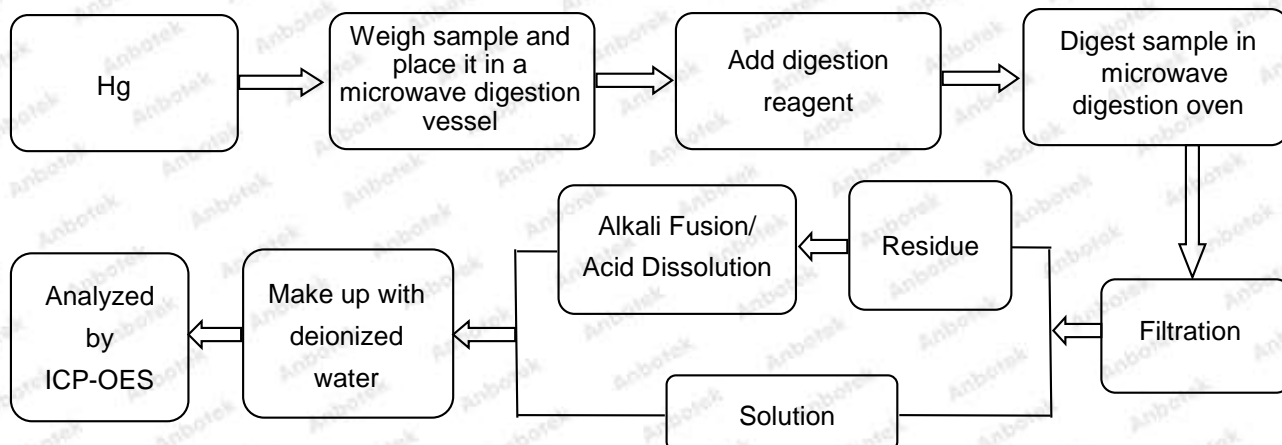 Hg
Weigh sample and
place it in a
microwave digestion
vessel
Add digestion
reagent
Digest sample in
microwave
digestion oven
Alkali Fusion/
Acid Dissolution
Residue
Filtration
Solution
Make up with
deionized
water
Analyzed
by
ICP-OES
Anbotek